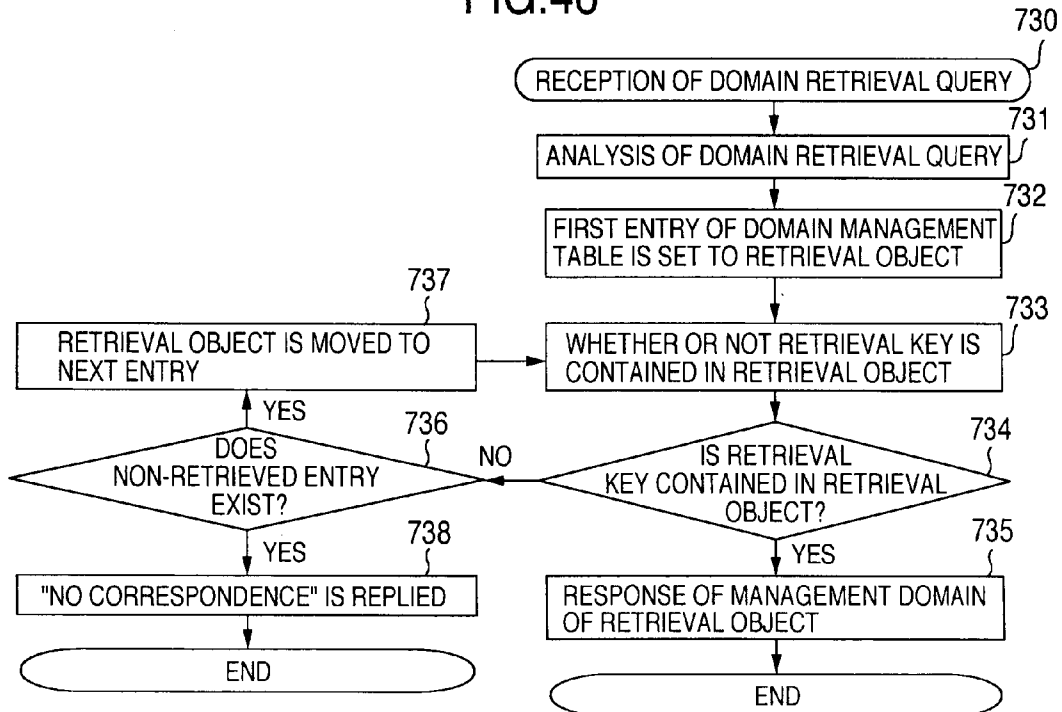 730
RECEPTION OF DOMAIN RETRIEVAL QUERY
731
ANALYSIS OF DOMAIN RETRIEVAL QUERY
732
FIRST ENTRY OF DOMAIN MANAGEMENT
TABLE IS SET TO RETRIEVAL OBJECT
737
RETRIEVAL OBJECT IS MOVED TO
NEXT ENTRY
733
WHETHER OR NOT RETRIEVAL KEY IS
CONTAINED IN RETRIEVAL OBJECT
YES
736
DOES
NON-RETRIEVED ENTRY
EXIST?
NO
734
IS RETRIEVAL
KEY CONTAINED IN RETRIEVAL
OBJECT?
YES
738
"NO CORRESPONDENCE" IS REPLIED
END
YES
735
RESPONSE OF MANAGEMENT DOMAIN
OF RETRIEVAL OBJECT
END